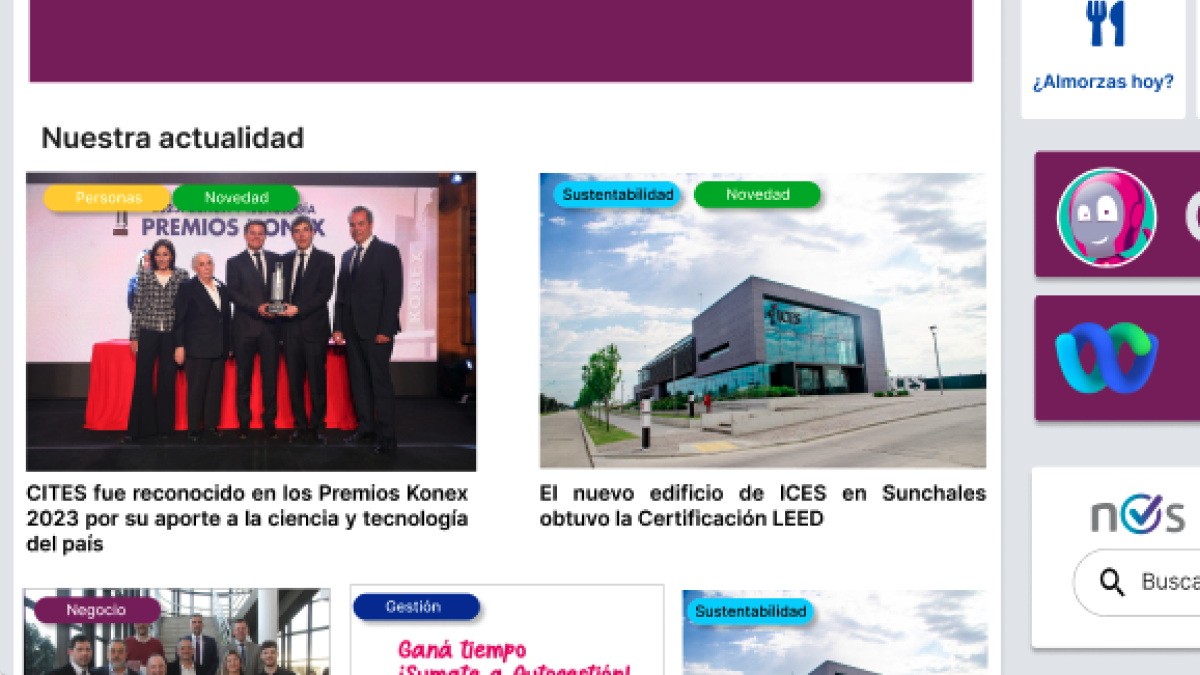 ¿Almorzas hoy?
Nuestra actualidad
Personas
Novedad
PREMIOS KONEX
KONEX
Sustentabilidad
Novedad
ICES
CITES fue reconocido en los Premios Konex
2023 por su aporte a la ciencia y tecnología
del país
El nuevo edificio de ICES en Sunchales
obtuvo la Certificación LEED
nos
Busca
Negocio
Gestión
Ganá tiempo
¡Sumate a Autogestión!
Sustentabilidad